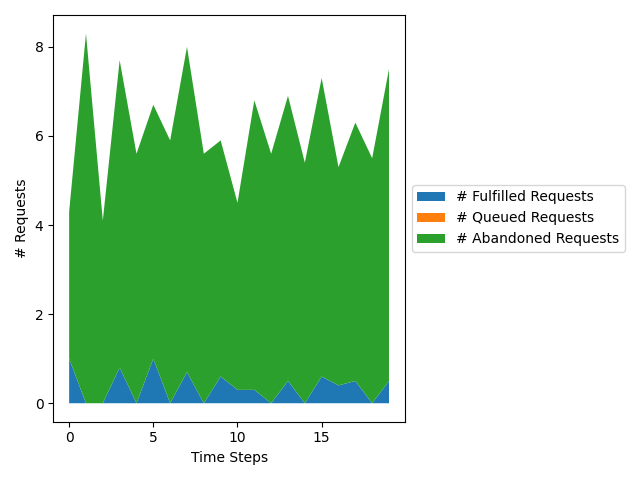 8
6
4
2
0
# Requests
0 5 10 15
Time Steps
# Fulfilled Requests
# Queued Requests
# Abandoned Requests